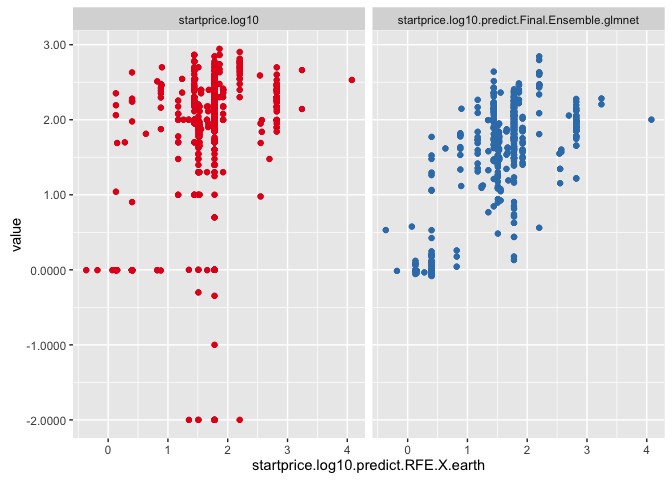 startprice.log10
startprice.log10.predict.Final.Ensemble.glmnet
3.00
2.00
1.00
0.0000
-1.0000
-2.0000
value
0 1 2 3 4
0 1 2 3 4
startprice.log10.predict.RFE.X.earth